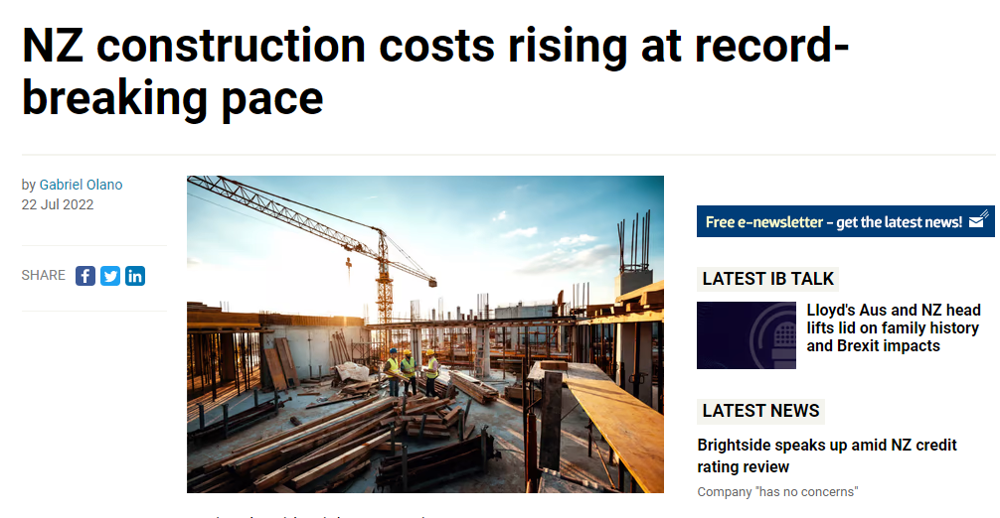 NZ construction costs rising at record-
breaking pace
by Gabriel Olano
22 Jul 2022
SHARE
Free e-newsletter - get the latest news!
LATEST IB TALK
Lloyd's Aus and NZ head
lifts lid on family history
and Brexit impacts
LATEST NEWS
Brightside speaks up amid NZ credit
rating review
Company "has no concerns"